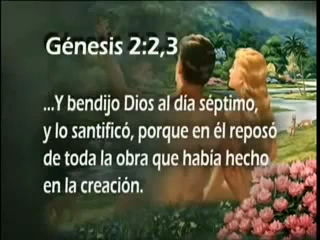 Génesis 2:2,3
...Y bendijo Dios al día séptimo,
y lo santificó, porque en él reposó
de toda la obra que había hecho
en la creación.